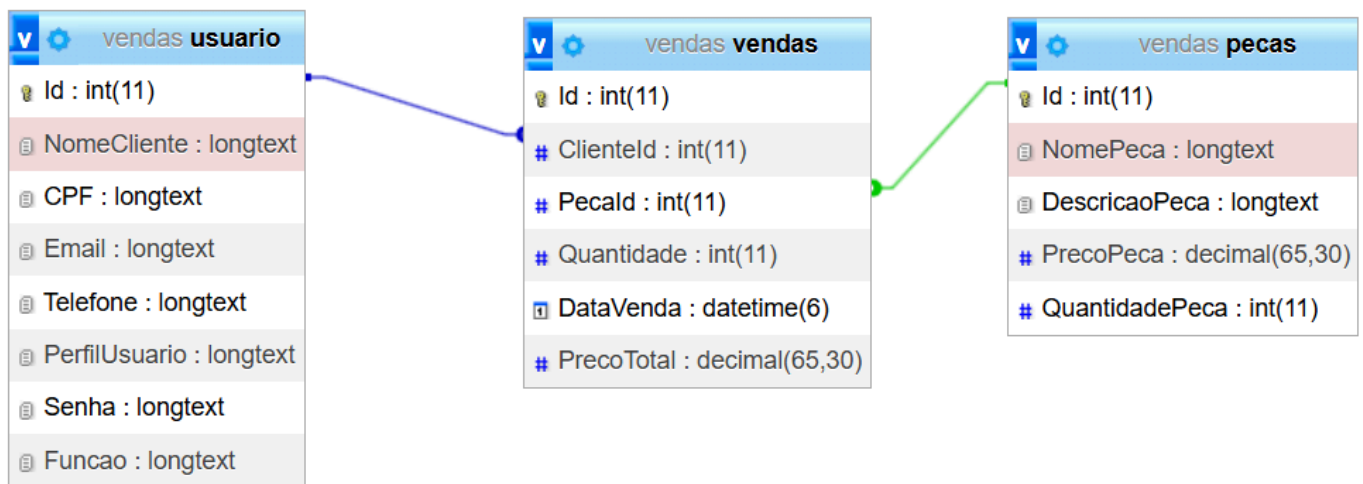 v vendas usuario
Id : int(11)
NomeCliente : longtext
CPF : longtext
Email : longtext
Telefone : longtext
PerfilUsuario : longtext
Senha : longtext
Funcao : longtext
v vendas vendas
Id : int(11)
# ClienteId : int(11)
# PecaId : int(11)
# Quantidade : int(11)
DataVenda : datetime(6)
# PrecoTotal : decimal(65,30)
v vendas pecas
Id : int(11)
NomePeca : longtext
DescricaoPeca : longtext
# PrecoPeca : decimal(65,30)
# QuantidadePeca : int(11)